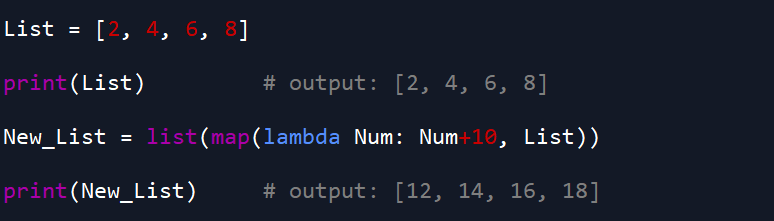 List = [2, 4, 6, 8]
print(List)         # output: [2, 4, 6, 8]
New_List = list(map(lambda Num: Num+10, List))
print(New_List)     # output: [12, 14, 16, 18]